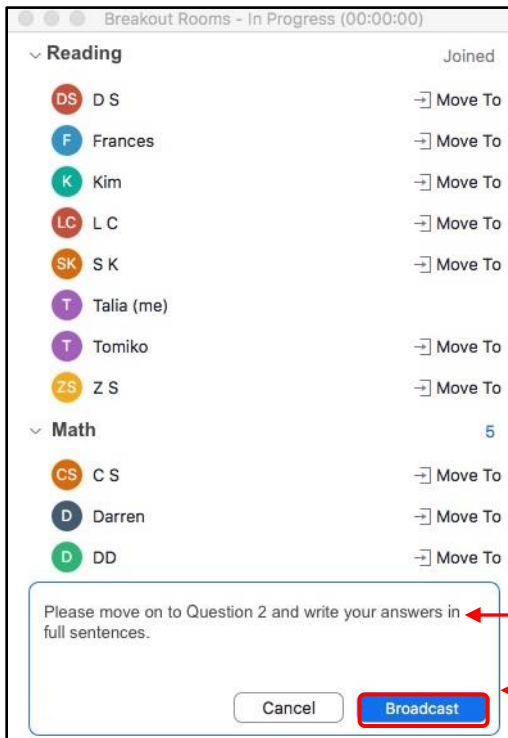 Breakout Rooms - In Progress (00:00:00)
Reading Joined
DS D S Move To
F Frances Move To
K Kim Move To
LC L C Move To
SK S K Move To
T Talia (me)
T Tomiko Move To
ZS Z S Move To
Math 5
CS C S Move To
D Darren Move To
D DD Move To
Please move on to Question 2 and write your answers in
full sentences.
Cancel Broadcast